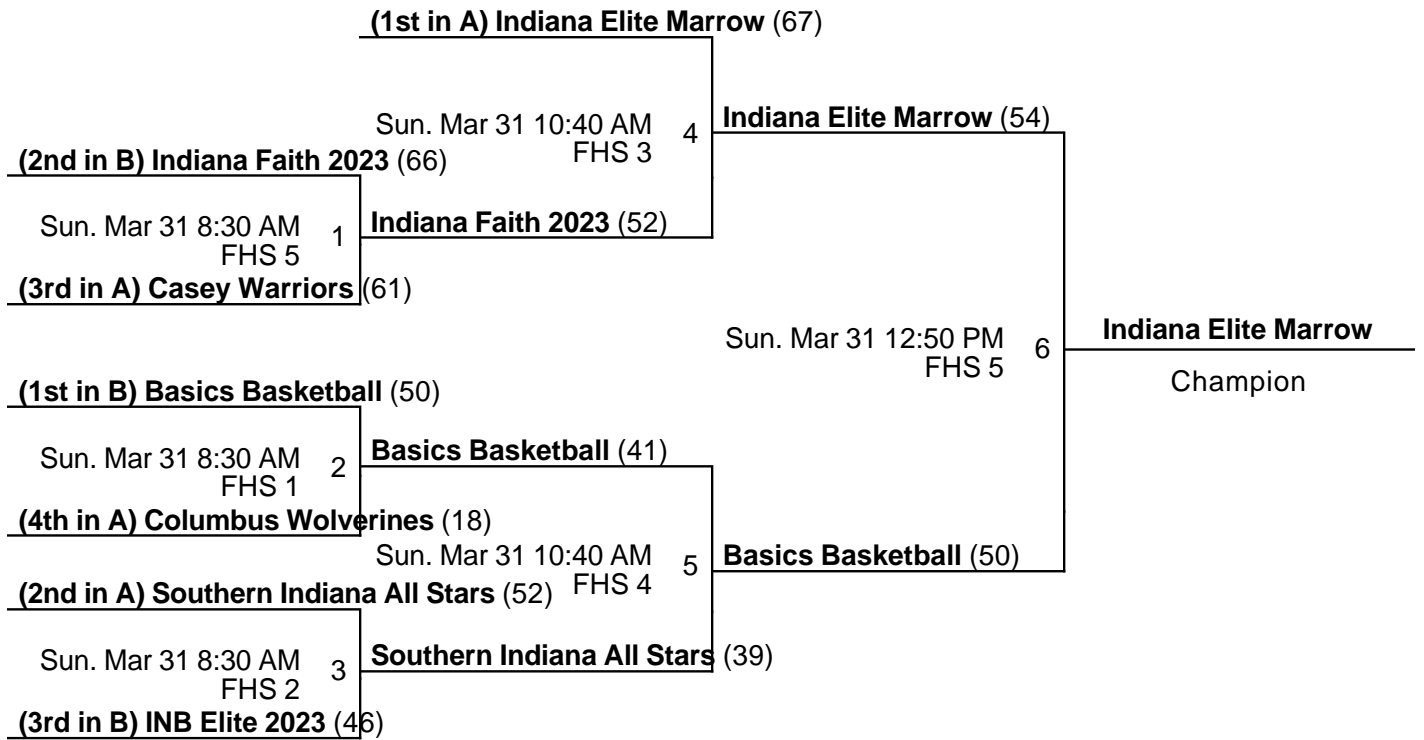 (1st in A) Indiana Elite Marrow (67)
Sun. Mar 31 10:40 AM 4
FHS 3
Indiana Elite Marrow (54)
(2nd in B) Indiana Faith 2023 (66)
Sun. Mar 31 8:30 AM 1
FHS 5
Indiana Faith 2023 (52)
(3rd in A) Casey Warriors (61)
Sun. Mar 31 12:50 PM 6
FHS 5
Indiana Elite Marrow
Champion
(1st in B) Basics Basketball (50)
Sun. Mar 31 8:30 AM 2
FHS 1
Basics Basketball (41)
(4th in A) Columbus Wolverines (18)
Sun. Mar 31 10:40 AM 5
FHS 4
Basics Basketball (50)
(2nd in A) Southern Indiana All Stars (52)
Sun. Mar 31 8:30 AM 3
FHS 2
Southern Indiana All Stars (39)
(3rd in B) INB Elite 2023 (46)